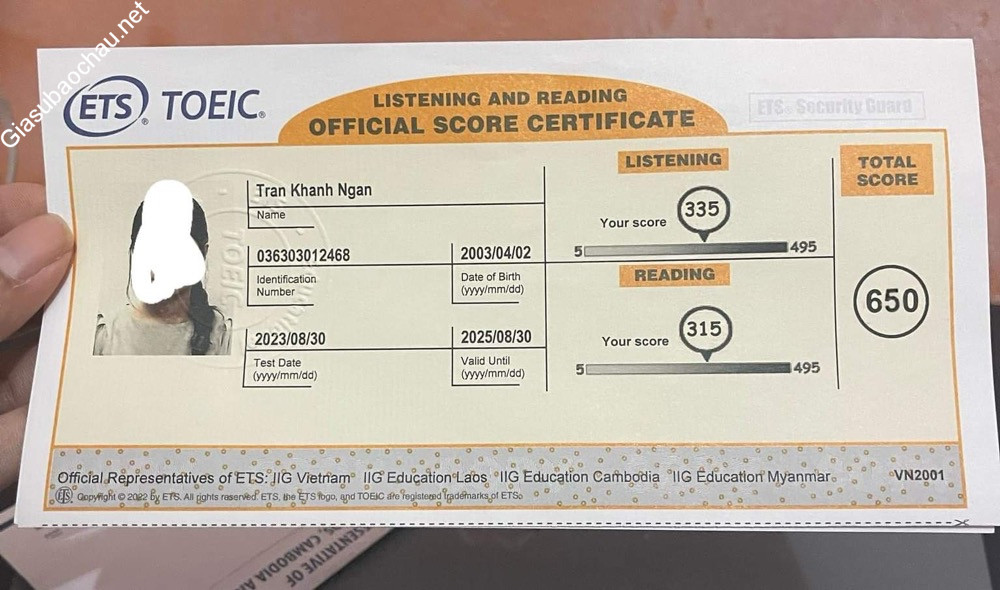 Giasubaochau.net
ETS® TOEIC®
LISTENING AND READING
OFFICIAL SCORE CERTIFICATE
ETS® Security Guard
Tran Khanh Ngan
Name
036303012468
Identification
Number
2003/04/02
Date of Birth
(yyyy/mm/dd)
2023/08/30
Test Date
(yyyy/mm/dd)
2025/08/30
Valid Until
(yyyy/mm/dd)
TOEIC
LISTENING
Your score
335
5
495
READING
Your score
315
5
495
TOTAL
SCORE
650
Official Representatives of ETS: IIG Vietnam IIG Education Laos IIG Education Cambodia IIG Education Myanmar
VN2001
ETS Copyright © 2022 by ETS. All rights reserved. ETS, the ETS logo, and TOEIC are registered trademarks of ETS.
CAMBODIA